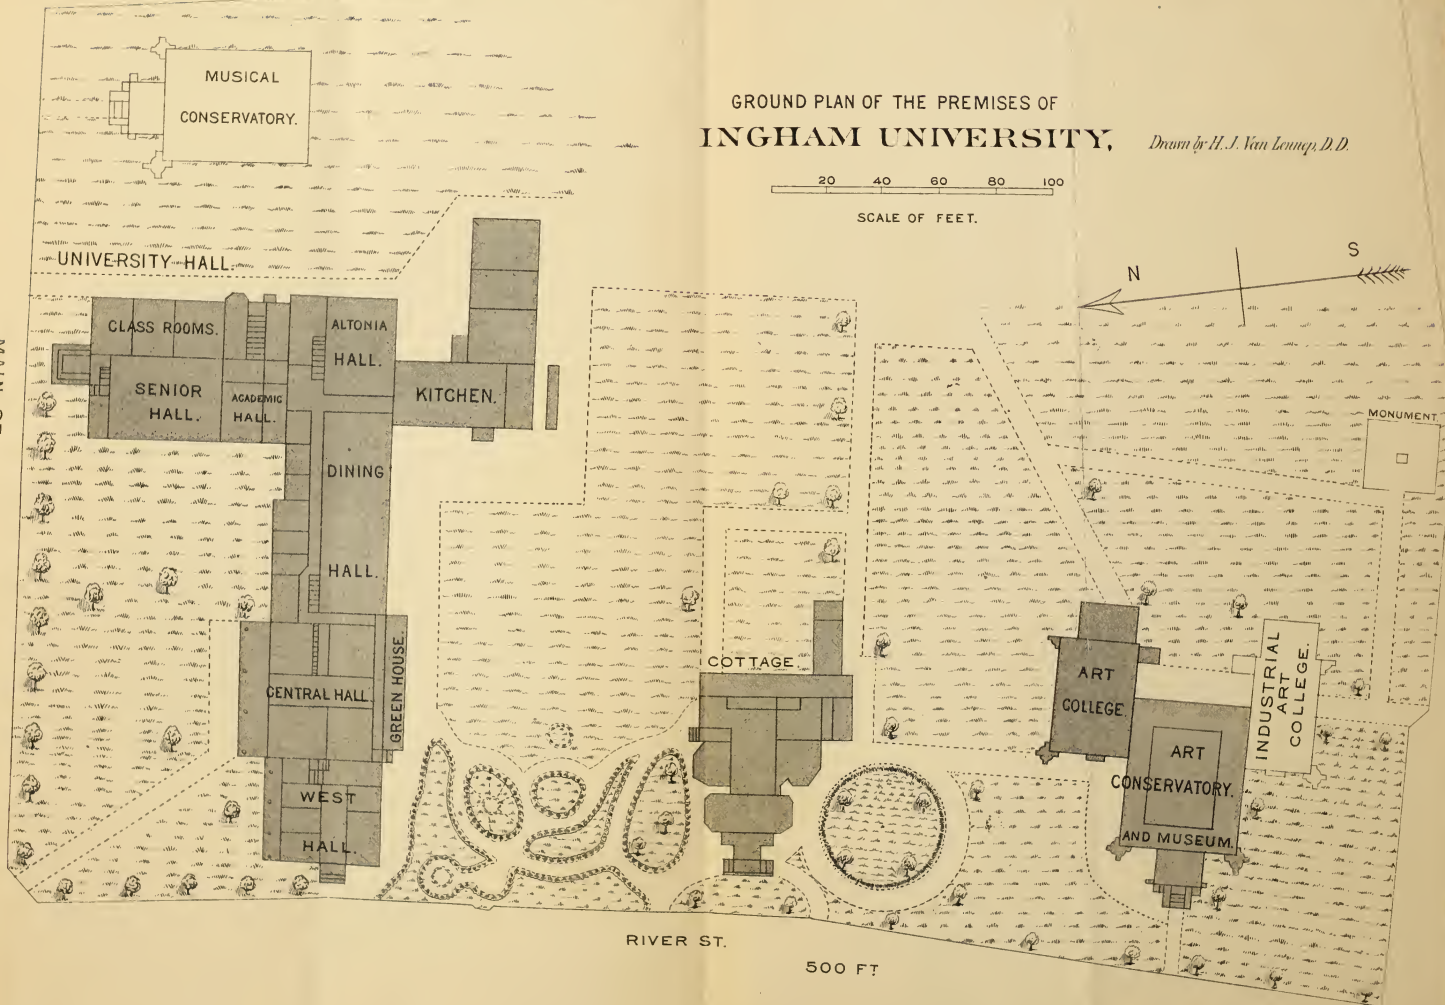 MUSICAL
CONSERVATORY.
GROUND PLAN OF THE PREMISES OF
INGHAM UNIVERSITY,
Drawn by H. J. Van Lennep, D. D.
20 40 60 80 100
SCALE OF FEET.
N
S
UNIVERSITY HALL.
CLASS ROOMS.
ALTONIA
HALL.
SENIOR
HALL.
ACADEMIC
HALL.
KITCHEN.
MONUMENT
DINING
HALL.
CENTRAL HALL.
GREEN HOUSE.
COTTAGE
ART
COLLEGE.
INDUSTRIAL
ART
COLLEGE.
ART
CONSERVATORY.
AND MUSEUM.
WEST
HALL.
RIVER ST.
500 FT